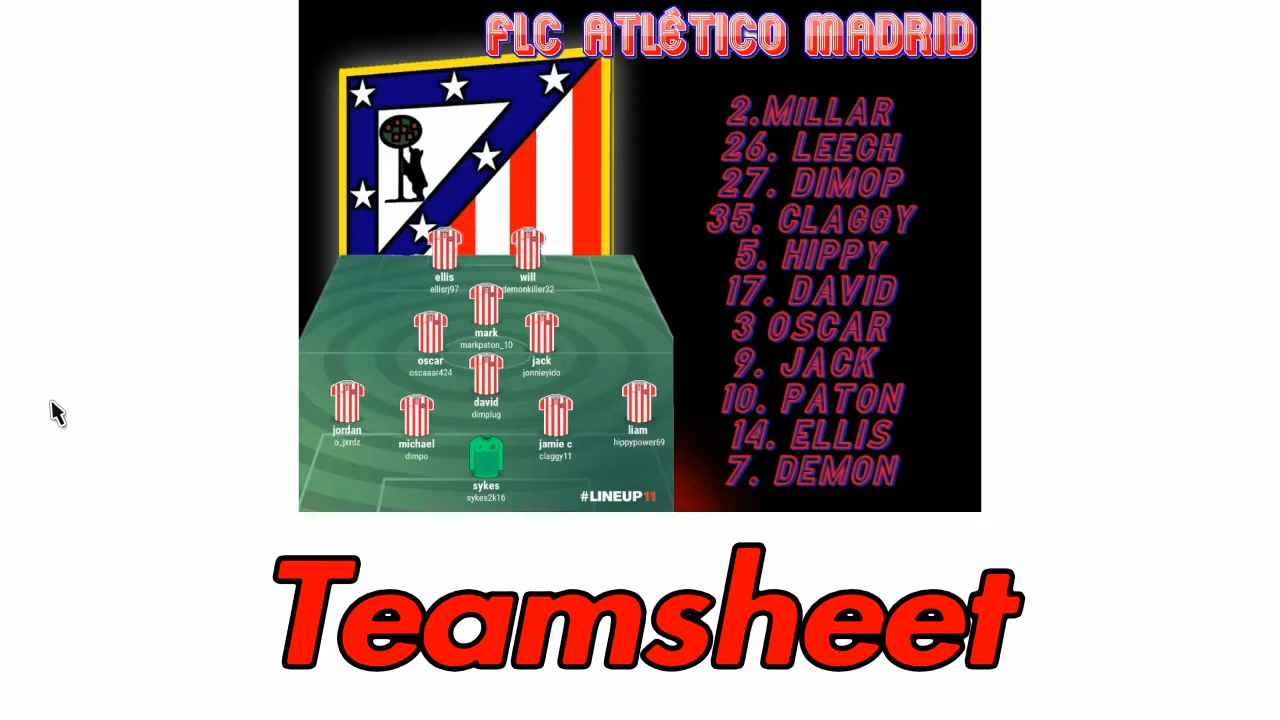 FLC ATLÉTICO MADRID
2.MILLAR
26. LEECH
27. DIMOP
35. CLAGGY
5. HIPPY
17. DAVID
3 OSCAR
9. JACK
10. PATON
14. ELLIS
7. DEMON
ellis will
ellisrj97 demonkiller32
mark
markpaton_10
oscar jack
oscaaar424 jonnieyido
david
dimplug
jordan liam
o_jxrdz hippypower69
michael jamie c
dimpo claggy11
sykes
sykes2k16
#LINEUP11
Teamsheet